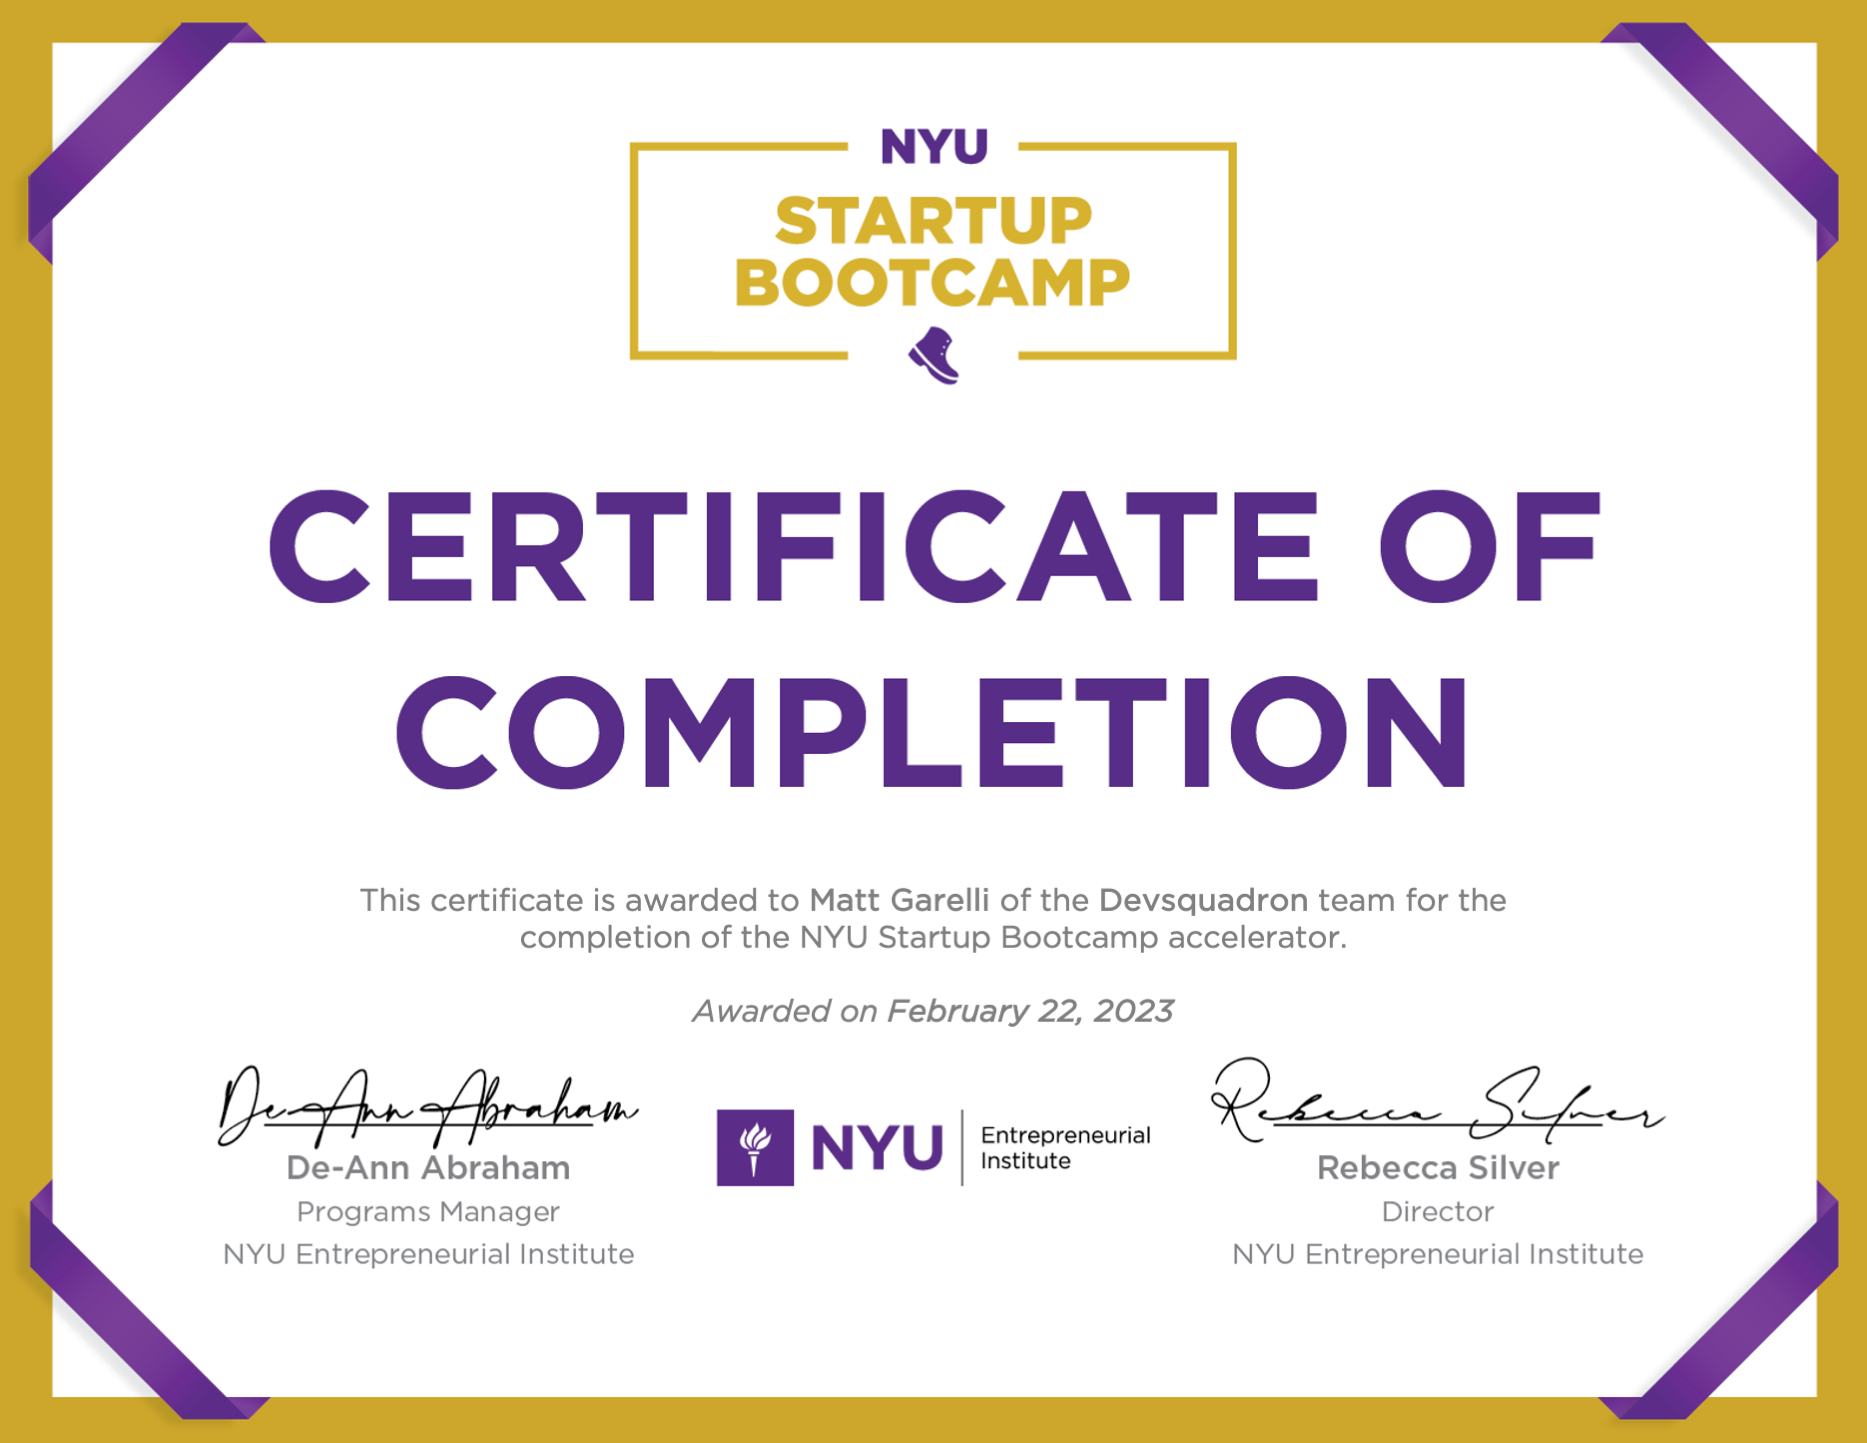 NYU
STARTUP
BOOTCAMP
CERTIFICATE OF
COMPLETION
This certificate is awarded to Matt Garelli of the Devsquadron team for the
completion of the NYU Startup Bootcamp accelerator.
Awarded on February 22, 2023
De-Ann Abraham
De-Ann Abraham
Programs Manager
NYU Entrepreneurial Institute
NYU
Entrepreneurial
Institute
Rebecca Silver
Rebecca Silver
Director
NYU Entrepreneurial Institute